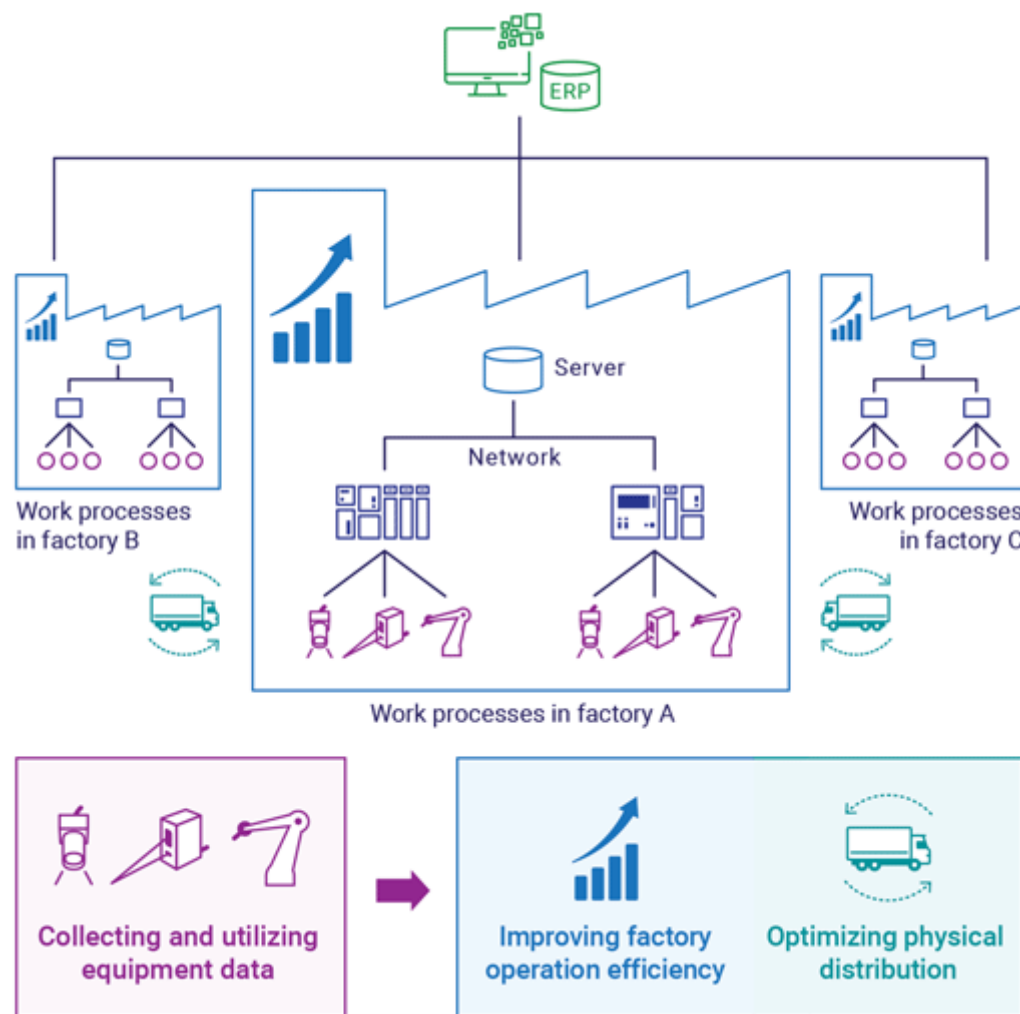 ERP
Server
Network
Work processes
in factory B
Work processes
in factory C
Work processes in factory A
Collecting and utilizing
equipment data
Improving factory
operation efficiency
Optimizing physical
distribution